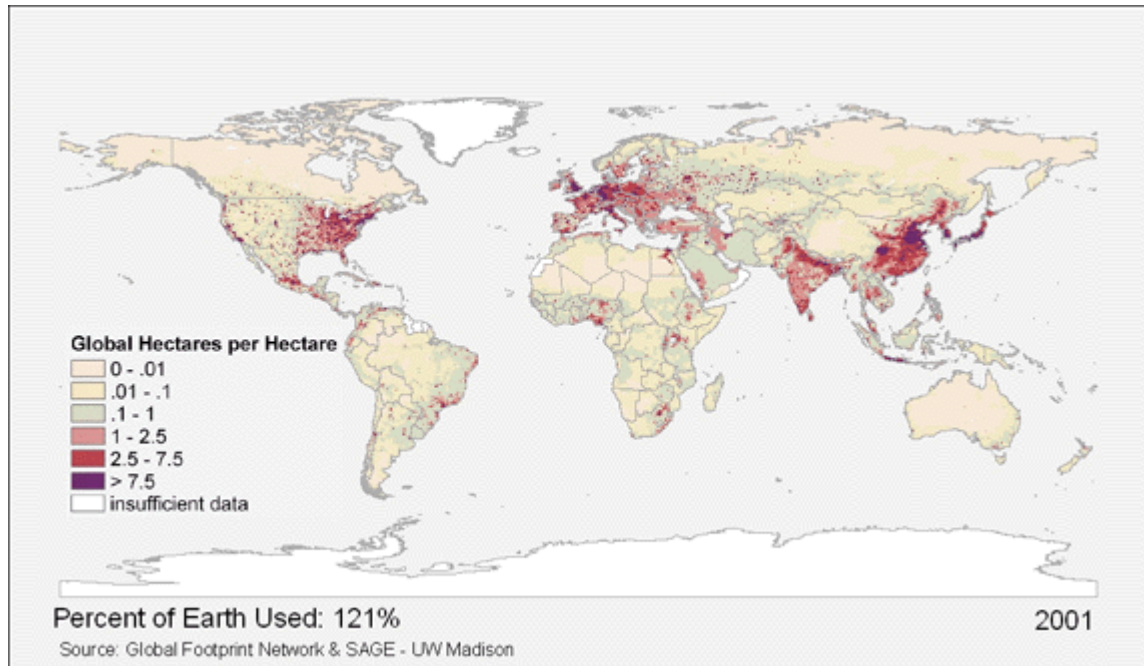 Global Hectares per Hectare
0 - .01
.01 - .1
.1 - 1
1 - 2.5
2.5 - 7.5
> 7.5
insufficient data
Percent of Earth Used: 121%
2001
Source: Global Footprint Network & SAGE - UW Madison